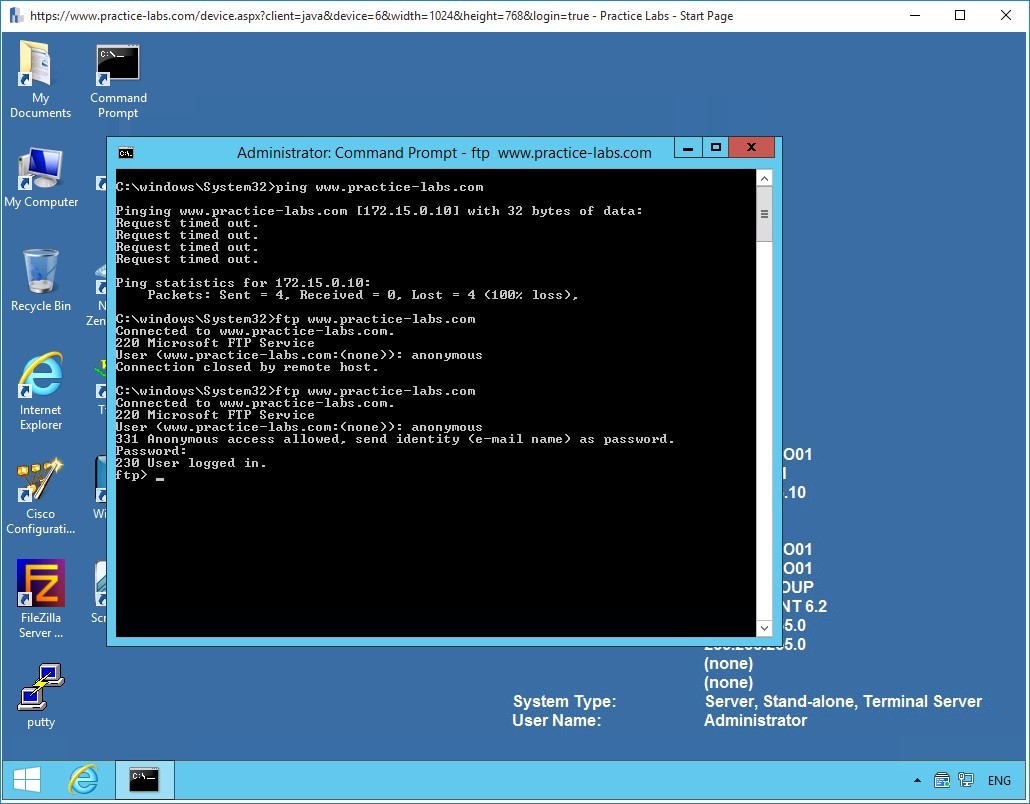 https://www.practice-labs.com/device.aspx?client=java&device=6&width=1024&height=768&login=true - Practice Labs - Start Page
My Documents
Command Prompt
My Computer
Recycle Bin
N
Zen
Internet Explorer
Cisco Configurati...
Wi
FileZilla Server ...
Scr
putty
Administrator: Command Prompt - ftp www.practice-labs.com
C:\windows\System32>ping www.practice-labs.com
Pinging www.practice-labs.com [172.15.0.10] with 32 bytes of data:
Request timed out.
Request timed out.
Request timed out.
Request timed out.
Ping statistics for 172.15.0.10:
Packets: Sent = 4, Received = 0, Lost = 4 (100% loss),
C:\windows\System32>ftp www.practice-labs.com
Connected to www.practice-labs.com.
220 Microsoft FTP Service
User (www.practice-labs.com:(none)): anonymous
Connection closed by remote host.
C:\windows\System32>ftp www.practice-labs.com
Connected to www.practice-labs.com.
220 Microsoft FTP Service
User (www.practice-labs.com:(none)): anonymous
331 Anonymous access allowed, send identity (e-mail name) as password.
Password:
230 User logged in.
ftp> _
O01
.10
O01
O01
OUP
NT 6.2
5.0
(none)
(none)
System Type: Server, Stand-alone, Terminal Server
User Name: Administrator
ENG